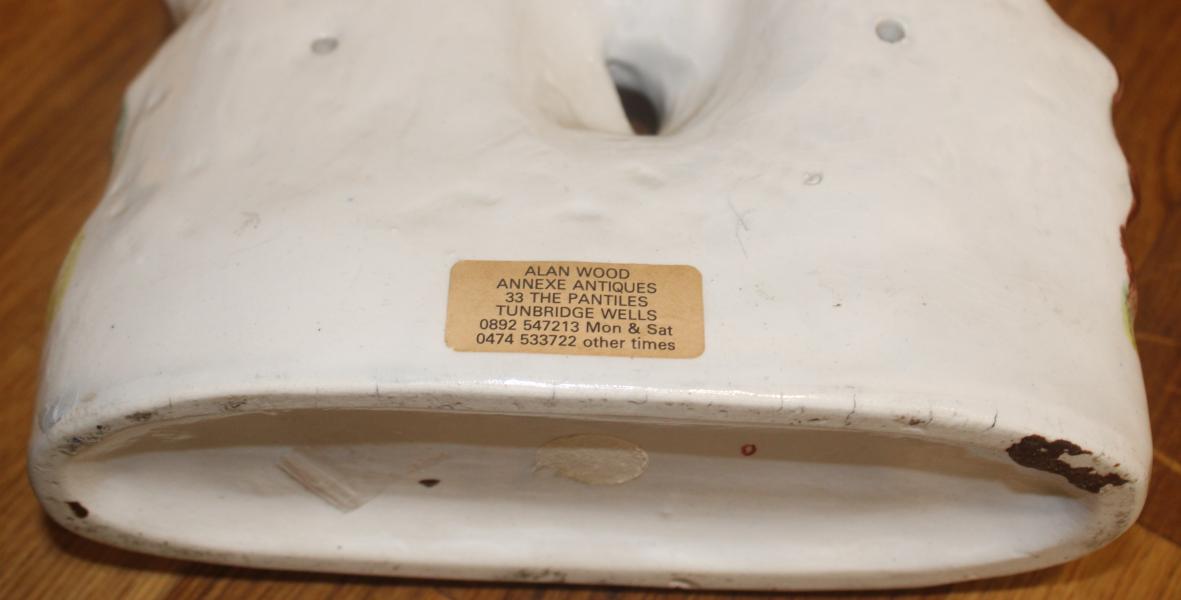 ALAN WOOD
ANNEXE ANTIQUES
33 THE PANTILES
TUNBRIDGE WELLS
0892 547213 Mon & Sat
0474 533722 other times